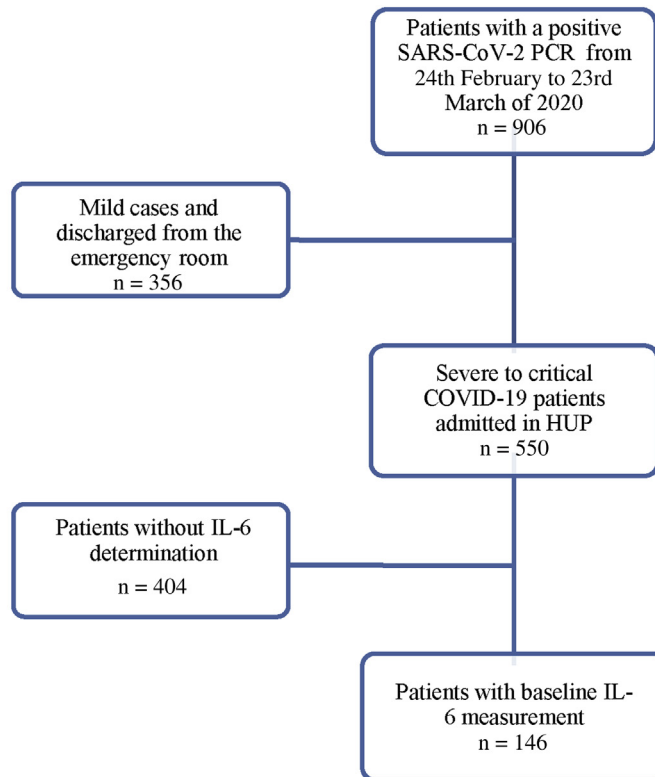 Patients with a positive
SARS-CoV-2 PCR from
24th February to 23rd
March of 2020
n = 906
Mild cases and
discharged from the
emergency room
n = 356
Severe to critical
COVID-19 patients
admitted in HUP
n = 550
Patients without IL-6
determination
n = 404
Patients with baseline IL-
6 measurement
n = 146